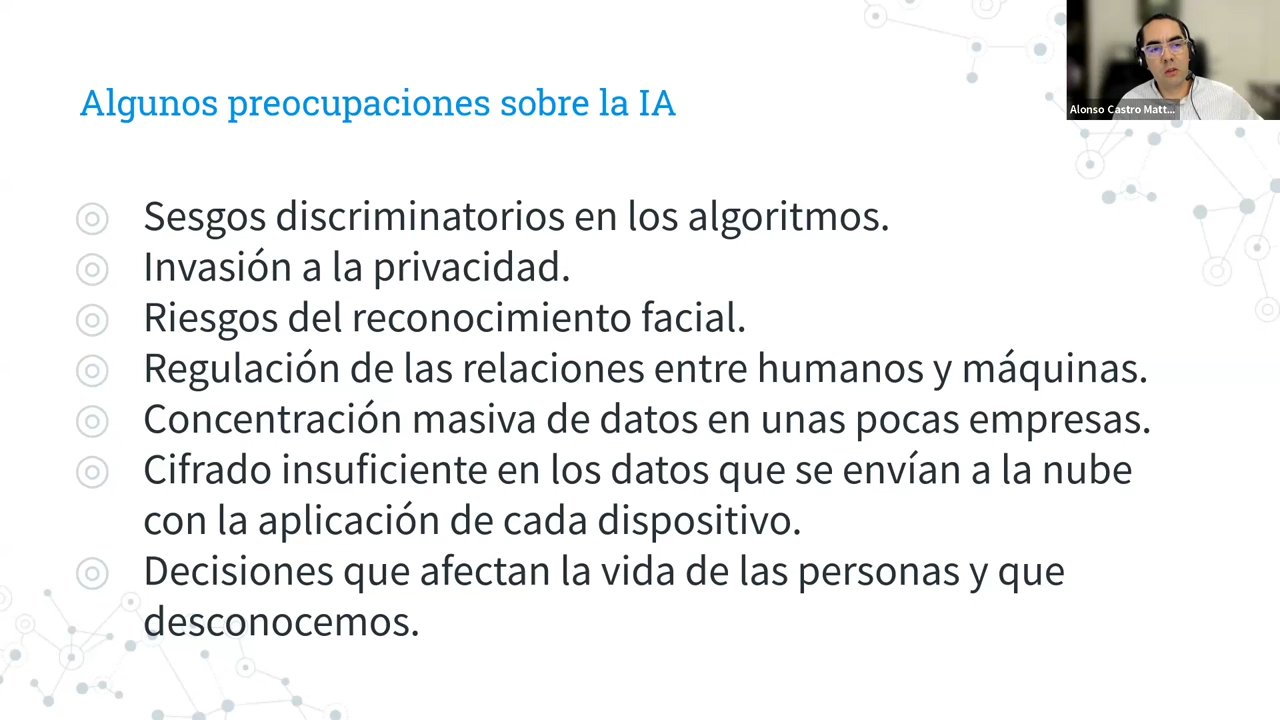 Algunos preocupaciones sobre la IA
Alonso Castro Matt...
Sesgos discriminatorios en los algoritmos.
Invasión a la privacidad.
Riesgos del reconocimiento facial.
Regulación de las relaciones entre humanos y máquinas.
Concentración masiva de datos en unas pocas empresas.
Cifrado insuficiente en los datos que se envían a la nube
con la aplicación de cada dispositivo.
Decisiones que afectan la vida de las personas y que
desconocemos.